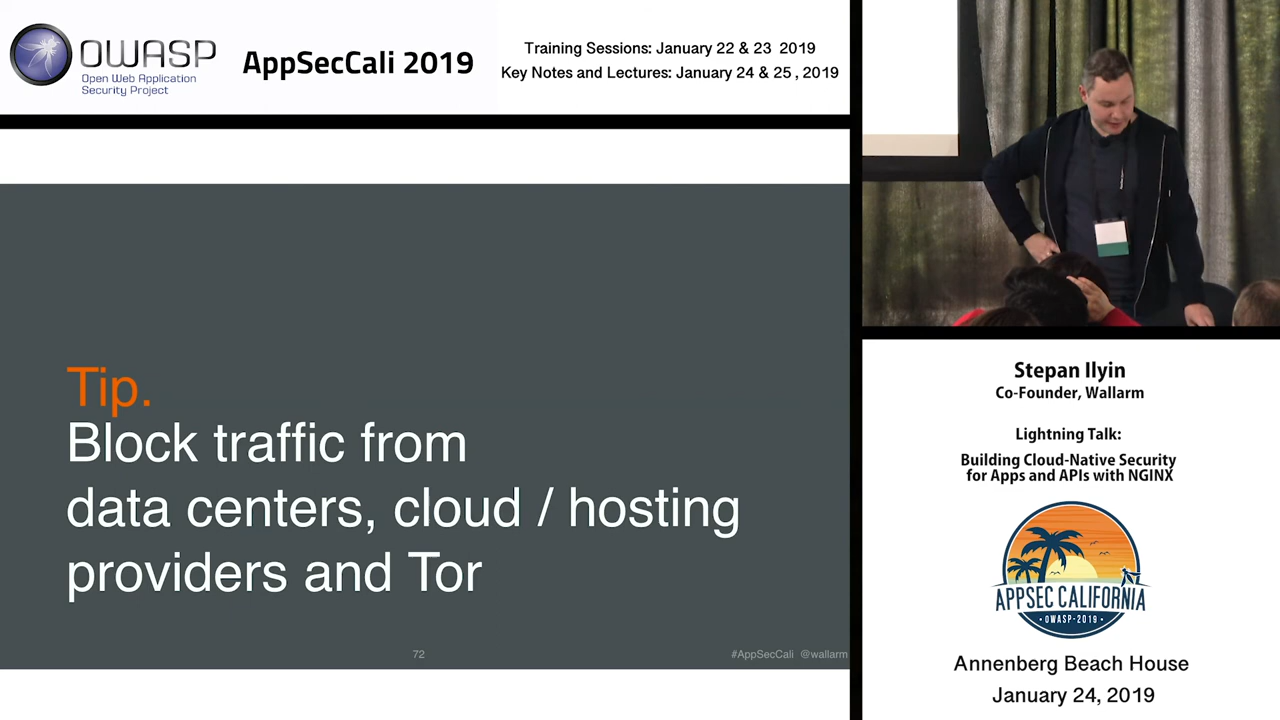 OWASP
Open Web Application
Security Project
AppSecCali 2019
Training Sessions: January 22 & 23 2019
Key Notes and Lectures: January 24 & 25 , 2019
Tip.
Block traffic from
data centers, cloud / hosting
providers and Tor
72
#AppSecCali @wallarm
Stepan Ilyin
Co-Founder, Wallarm
Lightning Talk:
Building Cloud-Native Security
for Apps and APIs with NGINX
APPSEC CALIFORNIA
· OWASP-2019 ·
Annenberg Beach House
January 24, 2019